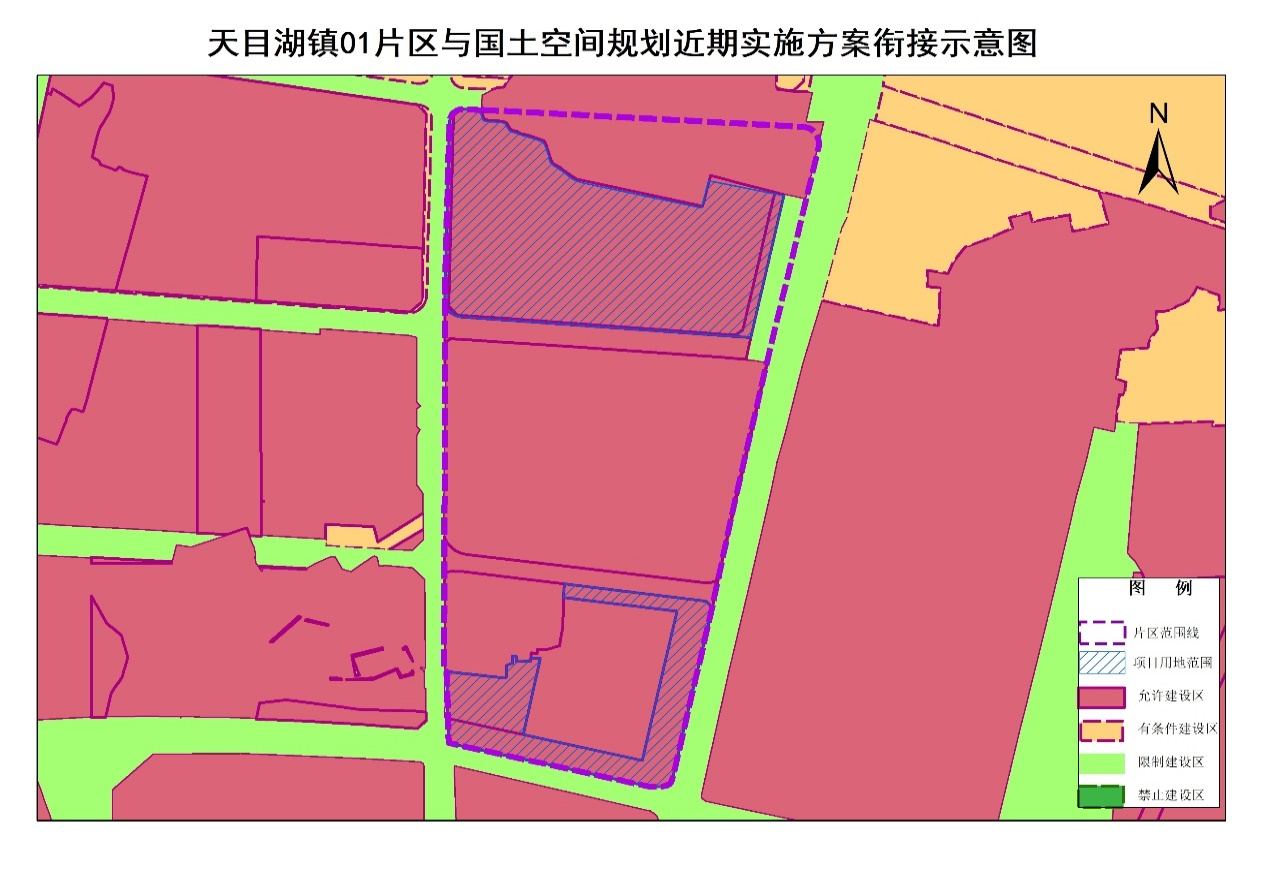 天目湖镇01片区与国土空间规划近期实施方案衔接示意图
N
图 例
片区范围线
项目用地范围
允许建设区
有条件建设区
限制建设区
禁止建设区